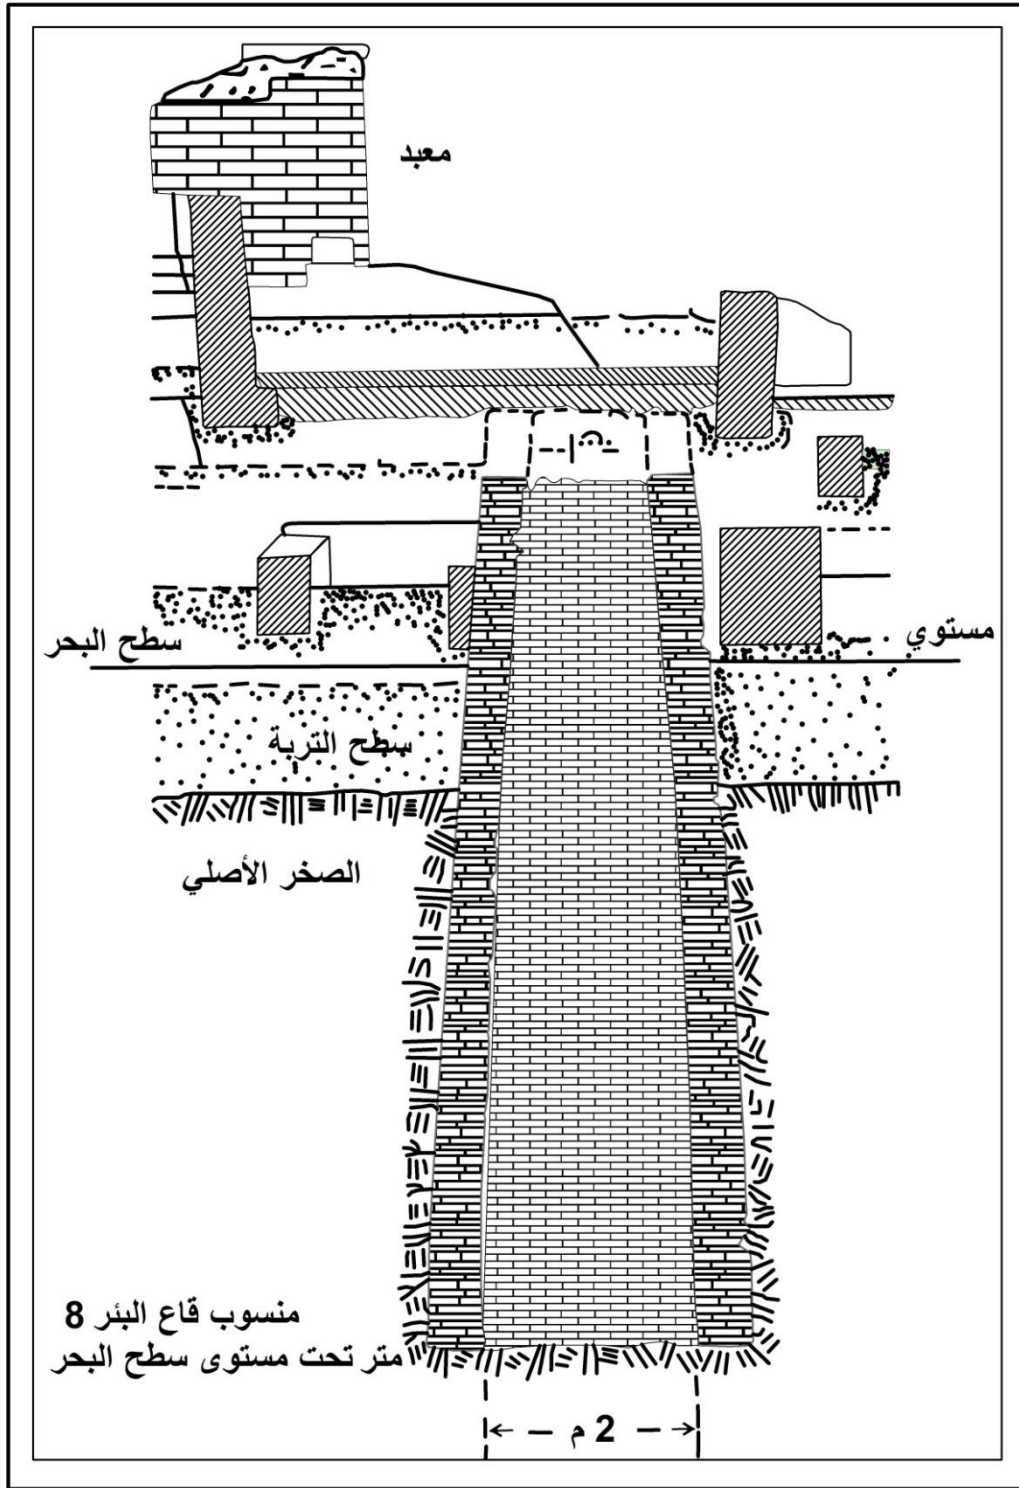 معبد
سطح البحر
مستوي
سطح التربة
الصخر الأصلي
منسوب قاع البئر 8
متر تحت مستوى سطح البحر
2 م